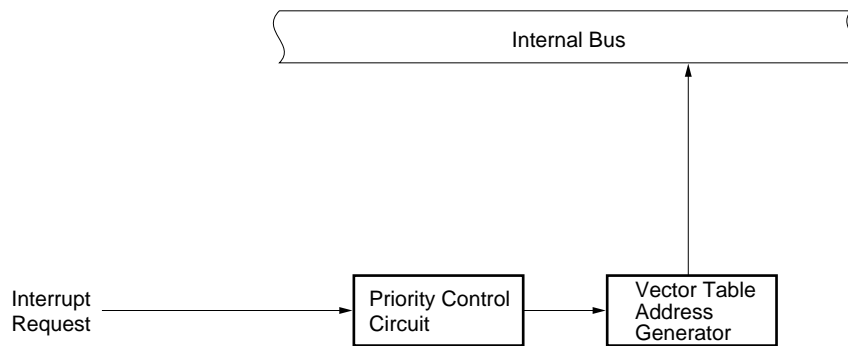 Internal Bus
Interrupt
Request
Priority Control
Circuit
Vector Table
Address
Generator